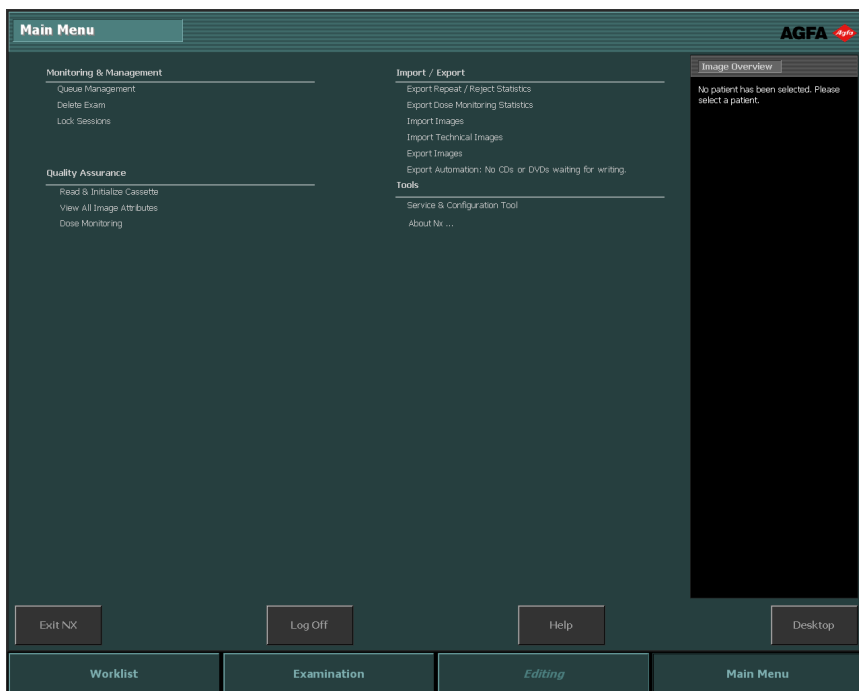 Main Menu
AGFA
Agfa
Monitoring & Management
Queue Management
Delete Exam
Lock Sessions
Quality Assurance
Read & Initialize Cassette
View All Image Attributes
Dose Monitoring
Import / Export
Export Repeat / Reject Statistics
Export Dose Monitoring Statistics
Import Images
Import Technical Images
Export Images
Export Automation: No CDs or DVDs waiting for writing.
Tools
Service & Configuration Tool
About Nx ...
Image Overview
No patient has been selected. Please
select a patient.
Exit NX
Log Off
Help
Desktop
Worklist
Examination
Editing
Main Menu